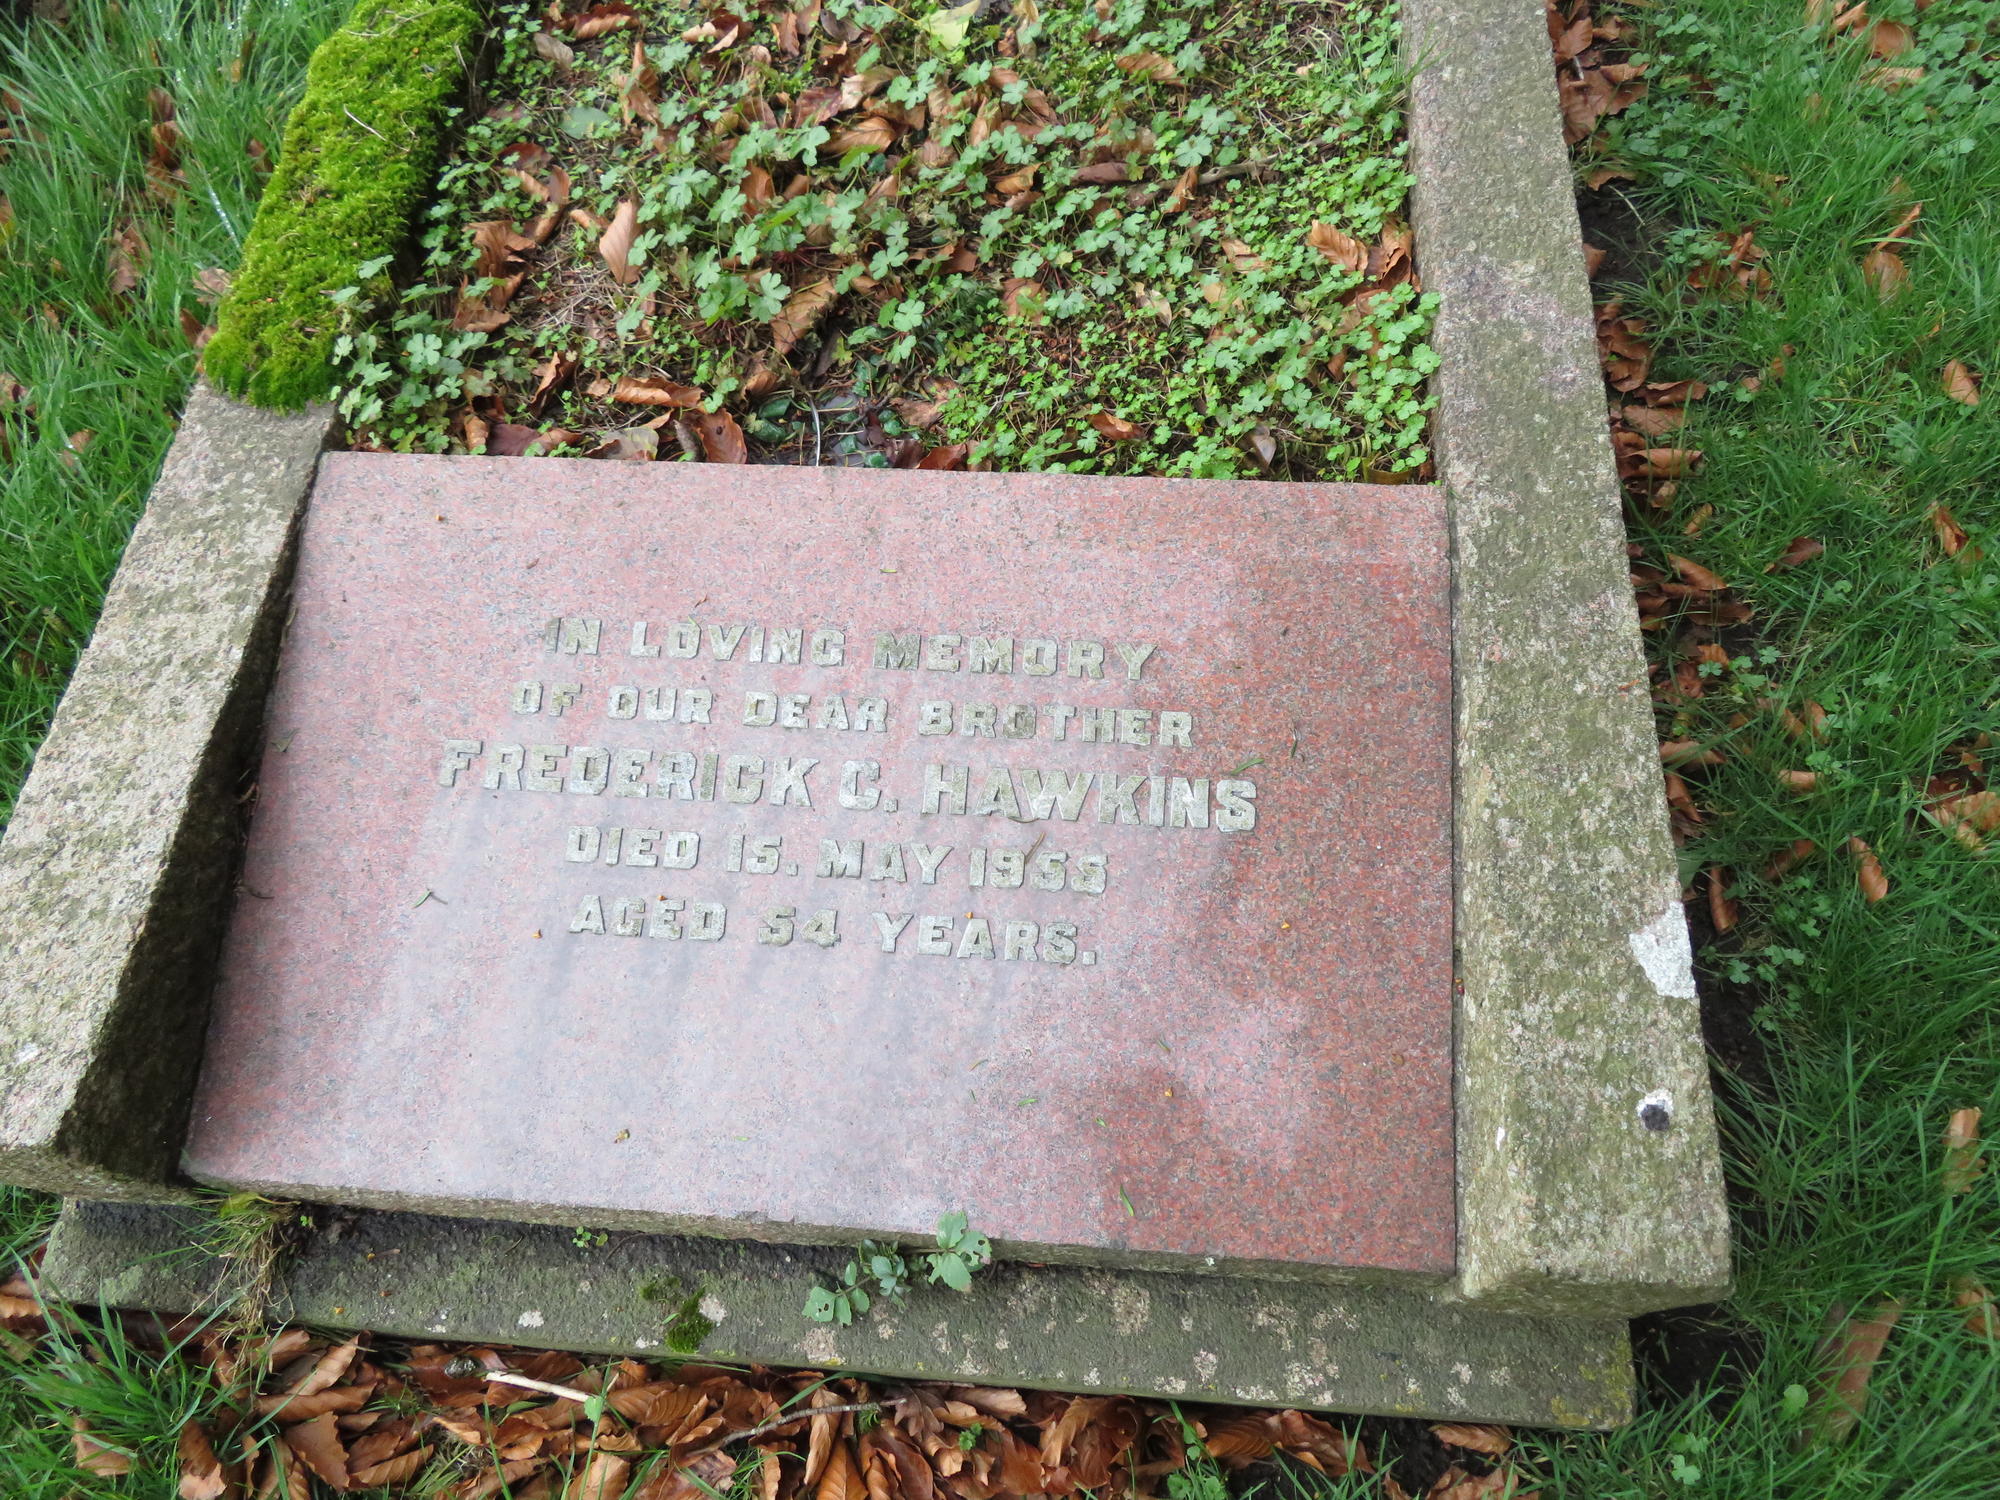 IN LOVING MEMORY
OF OUR DEAR BROTHER
FREDERICK C. HAWKINS
DIED 15. MAY 1955
AGED 54 YEARS.